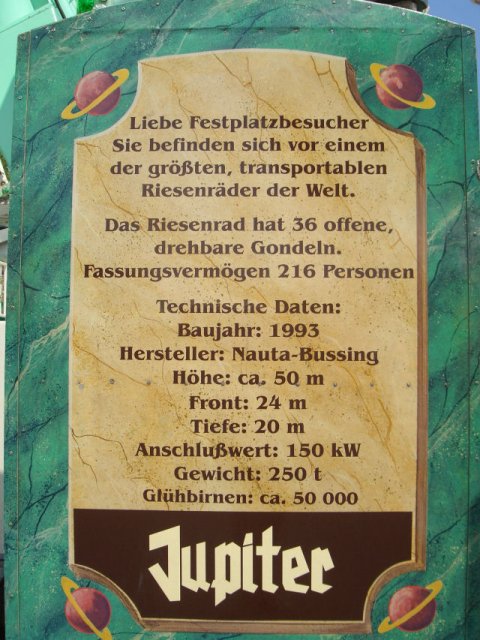 Liebe Festplatzbesucher
Sie befinden sich vor einem
der größten, transportablen
Riesenräder der Welt.
Das Riesenrad hat 36 offene,
drehbare Gondeln.
Fassungsvermögen 216 Personen
Technische Daten:
Baujahr: 1993
Hersteller: Nauta-Bussing
Höhe: ca. 50 m
Front: 24 m
Tiefe: 20 m
Anschlußwert: 150 kW
Gewicht: 250 t
Glühbirnen: ca. 50 000
Jupiter